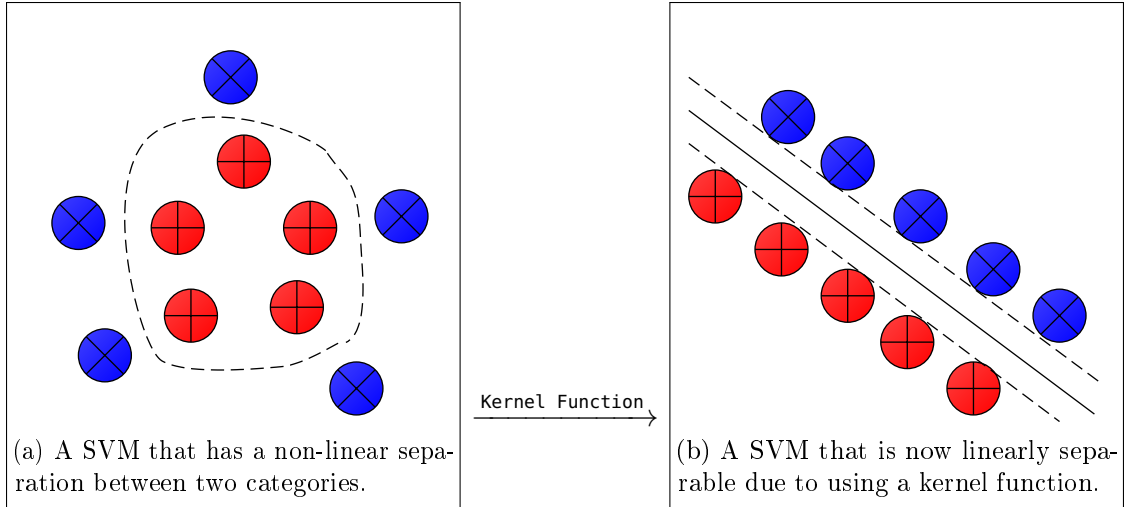 (a) A SVM that has a non-linear sepa-
ration between two categories.
Kernel Function
(b) A SVM that is now linearly sepa-
rable due to using a kernel function.